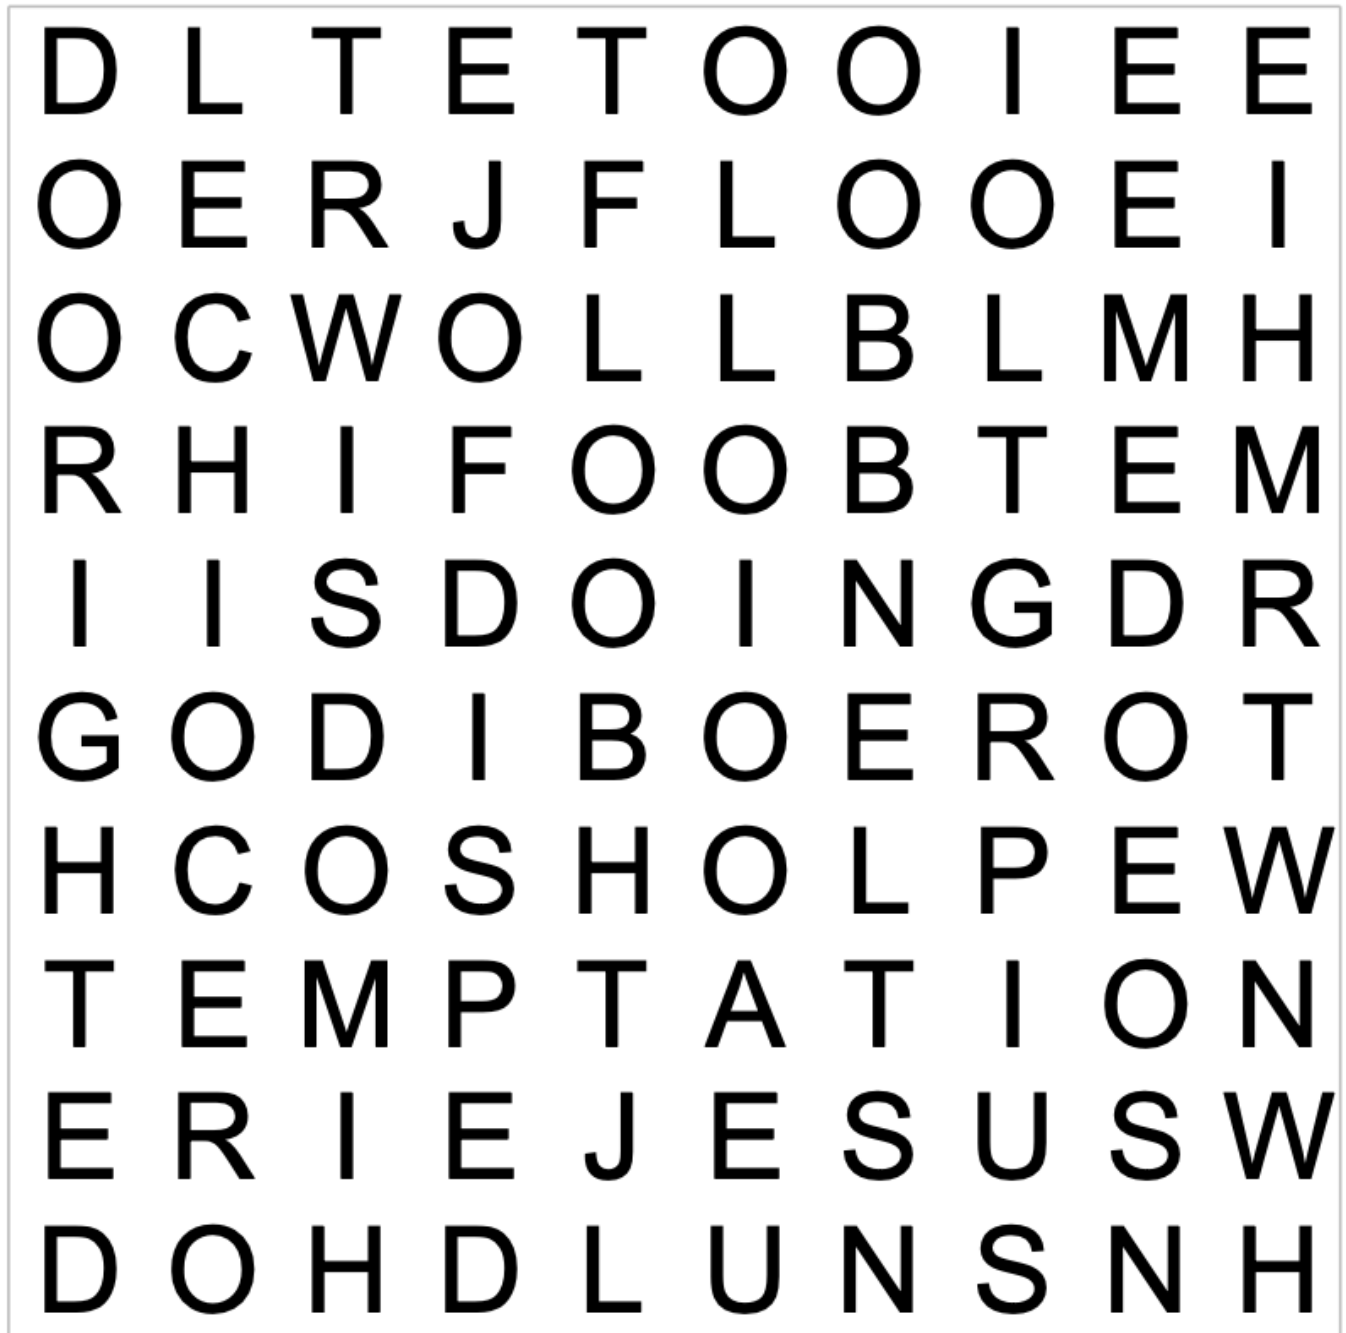 D L T E T O O I E E
O E R J F L O O E I
O C W O L L B L M H
R H I F O O B T E M
I I S D O I N G D R
G O D I B O E R O T
H C O S H O L P E W
T E M P T A T I O N
E R I E J E S U S W
D O H D L U N S N H